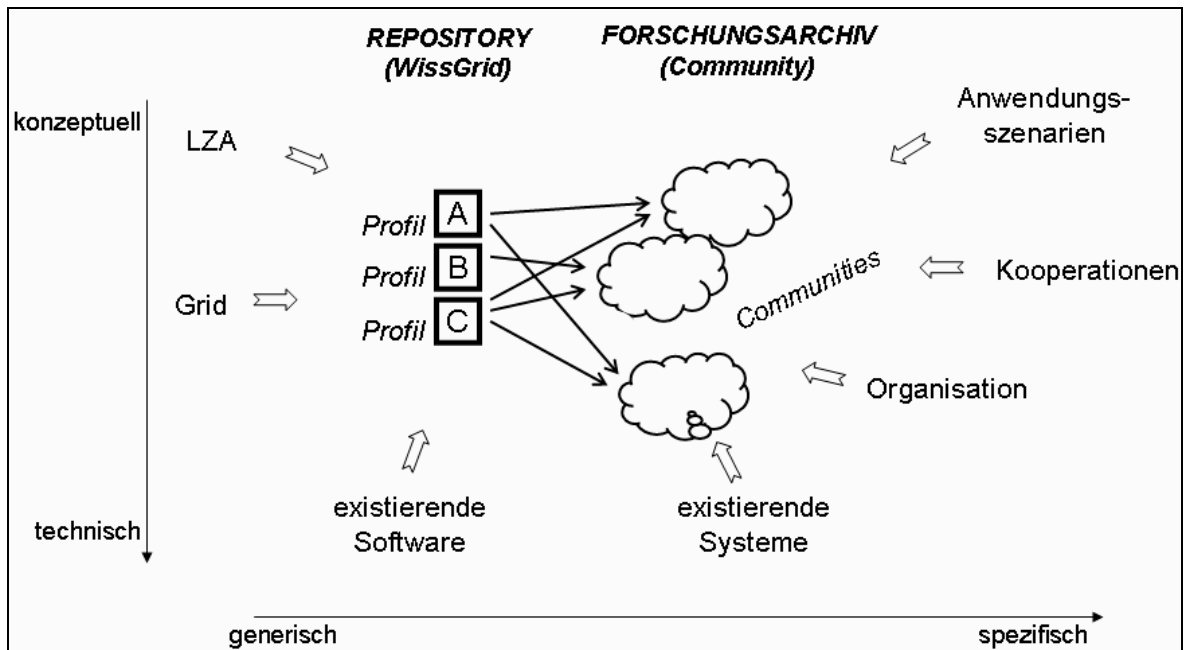 REPOSITORY
(WissGrid)
FORSCHUNGSARCHIV
(Community)
konzeptuell
LZA
Anwendungs-
szenarien
Profil A
Profil B
Profil C
Grid
Communities
Kooperationen
Organisation
existierende
Software
existierende
Systeme
technisch
generisch
spezifisch